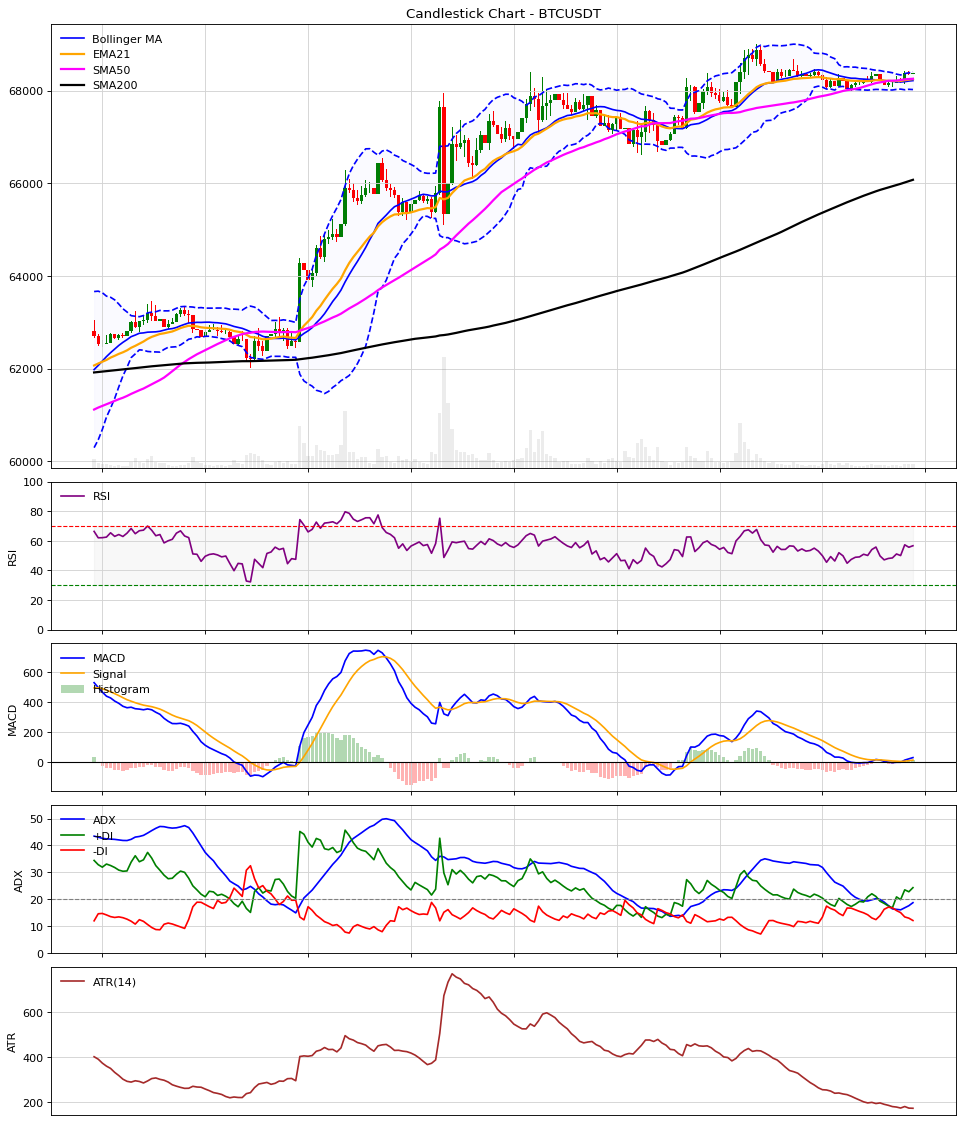 Candlestick Chart - BTCUSDT
Bollinger MA
EMA21
SMA50
SMA200
68000
66000
64000
62000
60000
RSI
100
80
60
40
20
0
RSI
MACD
Signal
Histogram
600
400
200
0
MACD
ADX
+DI
-DI
50
40
30
20
10
0
ADX
ATR(14)
600
400
200
ATR